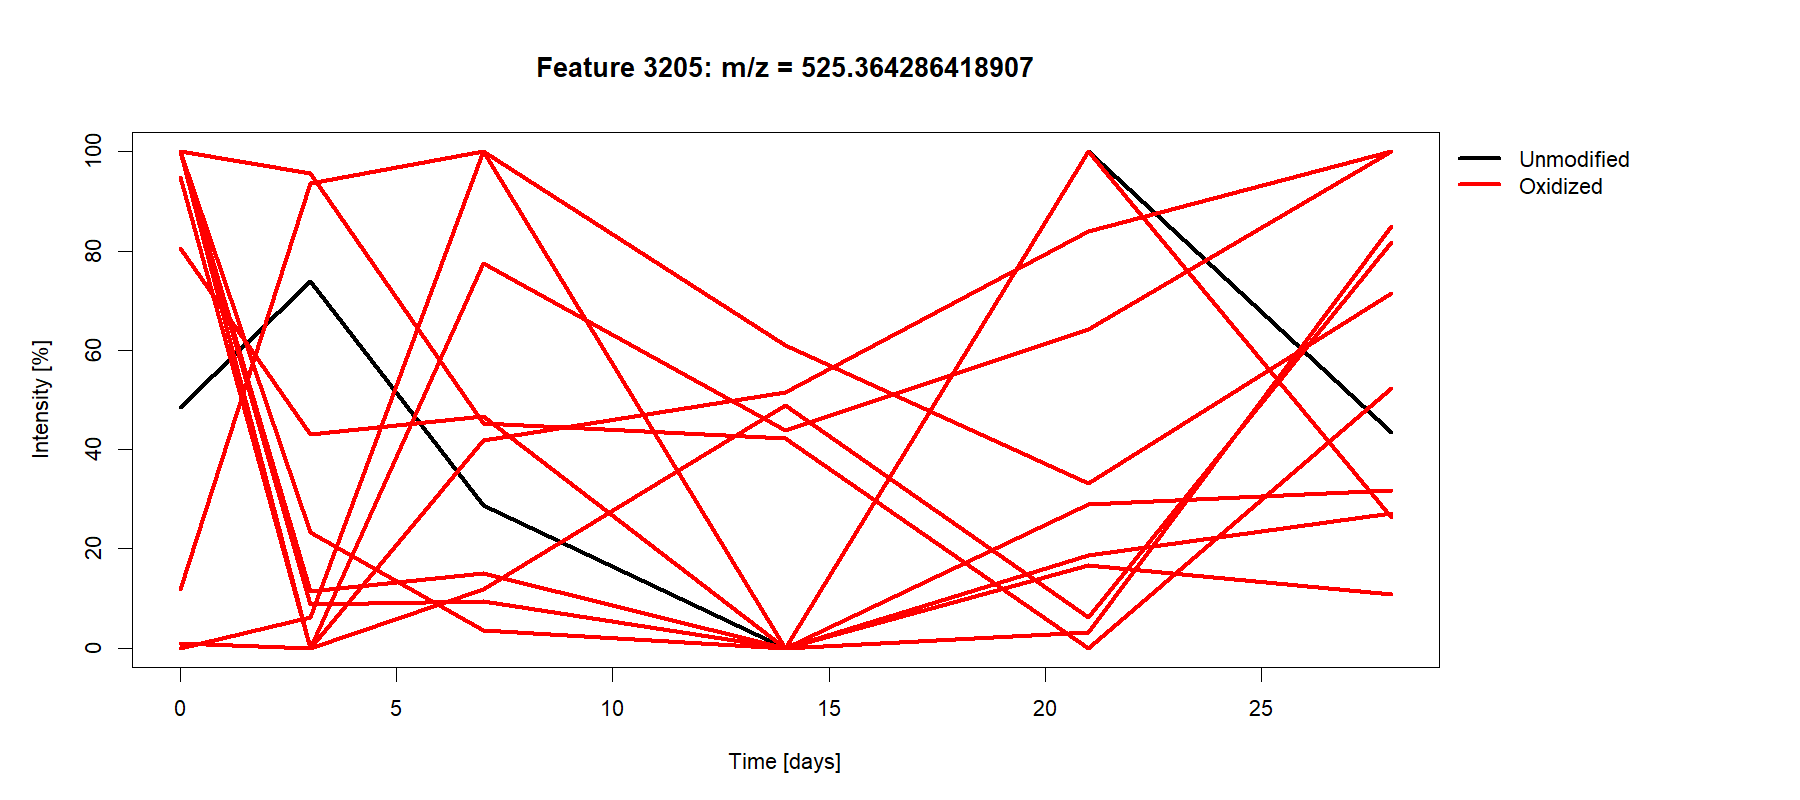 Feature 3205: m/z = 525.364286418907
Unmodified
Oxidized
Intensity [%]
100
80
60
40
20
0
0 5 10 15 20 25
Time [days]